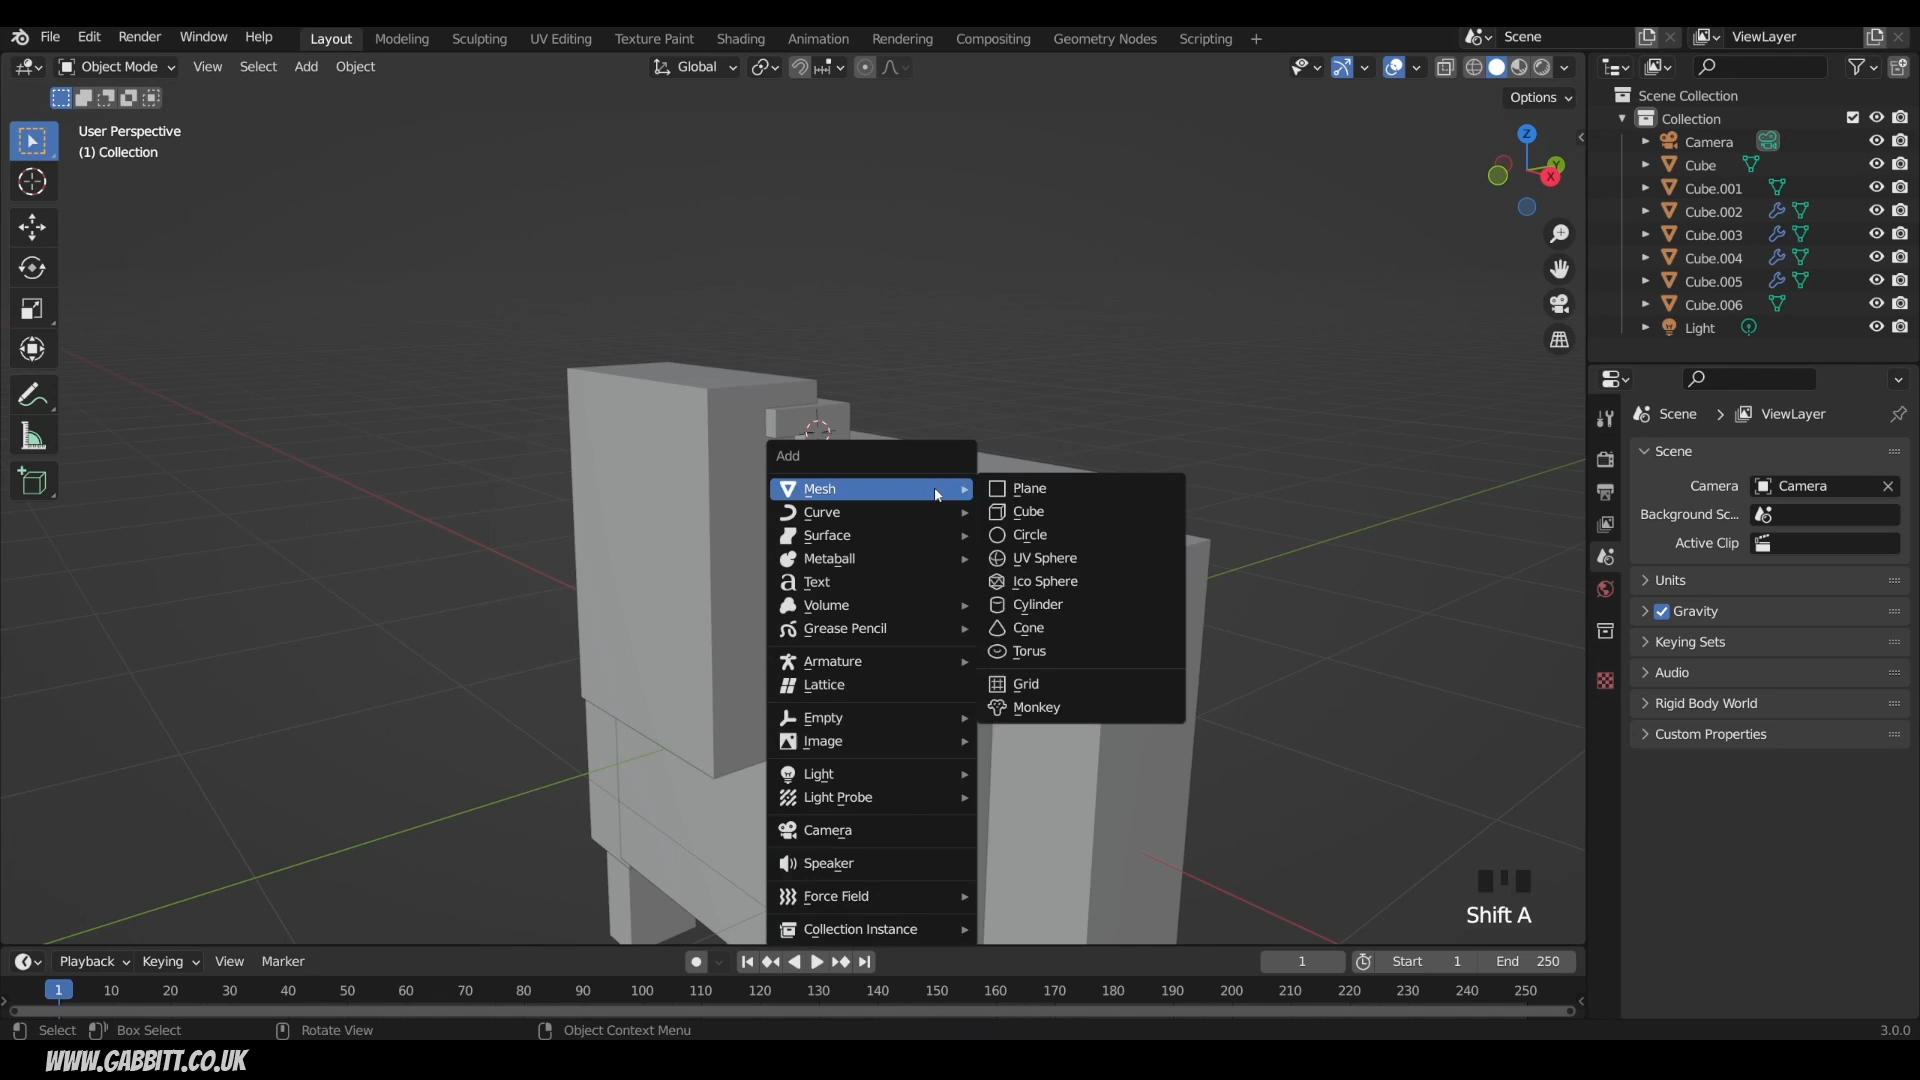 File Edit Render Window Help Layout Modeling Sculpting UV Editing Texture Paint Shading Animation Rendering Compositing Geometry Nodes Scripting + Scene ViewLayer
Object Mode View Select Add Object Global
Options
User Perspective
(1) Collection
Z
Y
X
Scene Collection
Collection
Camera
Cube
Cube.001
Cube.002
Cube.003
Cube.004
Cube.005
Cube.006
Light
Scene > ViewLayer
Scene
Camera Camera
Background Sc...
Active Clip
Units
Gravity
Keying Sets
Audio
Rigid Body World
Custom Properties
Add
Mesh
Curve
Surface
Metaball
Text
Volume
Grease Pencil
Armature
Lattice
Empty
Image
Light
Light Probe
Camera
Speaker
Force Field
Collection Instance
Plane
Cube
Circle
UV Sphere
Ico Sphere
Cylinder
Cone
Torus
Grid
Monkey
Shift A
Playback Keying View Marker 1 Start 1 End 250
1 10 20 30 40 50 60 70 80 90 100 110 120 130 140 150 160 170 180 190 200 210 220 230 240 250
Select Box Select Rotate View Object Context Menu 3.0.0
WWW.GABBITT.CO.UK